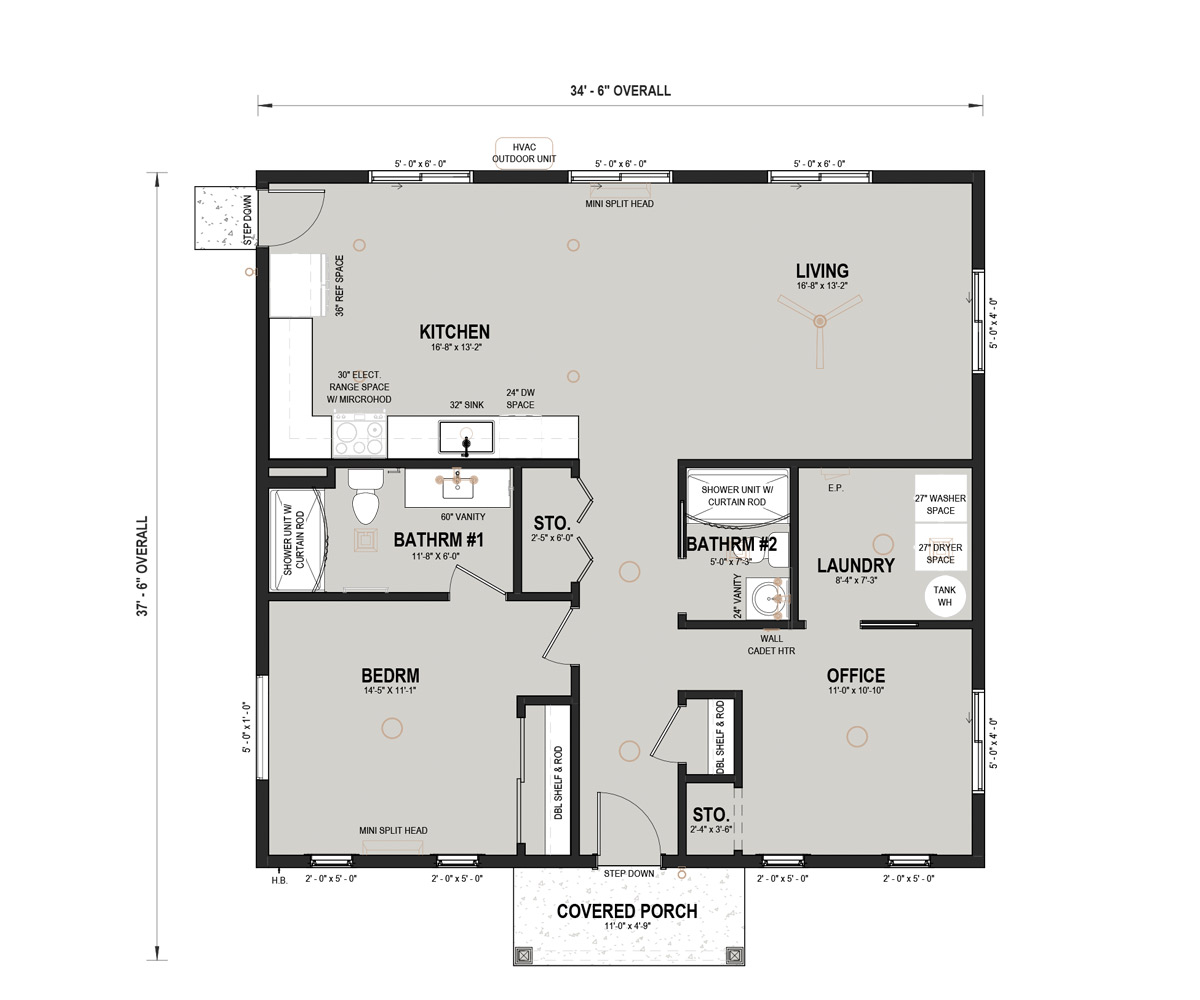 34' - 6" OVERALL
HVAC
OUTDOOR UNIT
5' - 0" x 6' - 0"
5' - 0" x 6' - 0"
5' - 0" x 6' - 0"
STEP DOWN
MINI SPLIT HEAD
36" REF SPACE
LIVING
16'-8" x 13'-2"
5' - 0" x 4' - 0"
KITCHEN
16'-8" x 13'-2"
30" ELECT.
RANGE SPACE
W/ MIRCROHOD
32" SINK
24" DW
SPACE
37' - 6" OVERALL
SHOWER UNIT W/
CURTAIN ROD
60" VANITY
BATHRM #1
11'-8" X 6'-0"
STO.
2'-5" x 6'-0"
SHOWER UNIT W/
CURTAIN ROD
BATHRM #2
5'-0" x 7'-3"
24" VANITY
E.P.
27" WASHER
SPACE
27" DRYER
SPACE
LAUNDRY
8'-4" x 7'-3"
TANK
WH
WALL
CADET HTR
BEDRM
14'-5" X 11'-1"
OFFICE
11'-0" x 10'-10"
5' - 0" x 1' - 0"
5' - 0" x 4' - 0"
DBL SHELF & ROD
DBL SHELF & ROD
STO.
2'-4" x 3'-6"
MINI SPLIT HEAD
H.B.
2' - 0" x 5' - 0"
2' - 0" x 5' - 0"
STEP DOWN
2' - 0" x 5' - 0"
2' - 0" x 5' - 0"
COVERED PORCH
11'-0" x 4'-9"